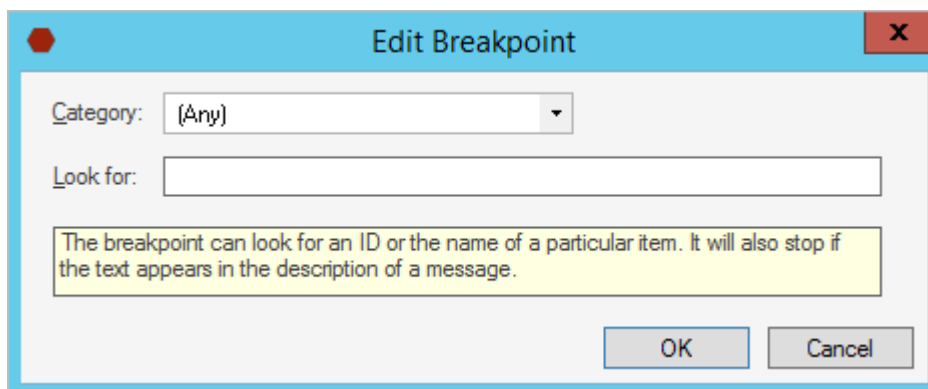 Edit Breakpoint
x
Category: (Any)
Look for:
The breakpoint can look for an ID or the name of a particular item. It will also stop if
the text appears in the description of a message.
OK Cancel